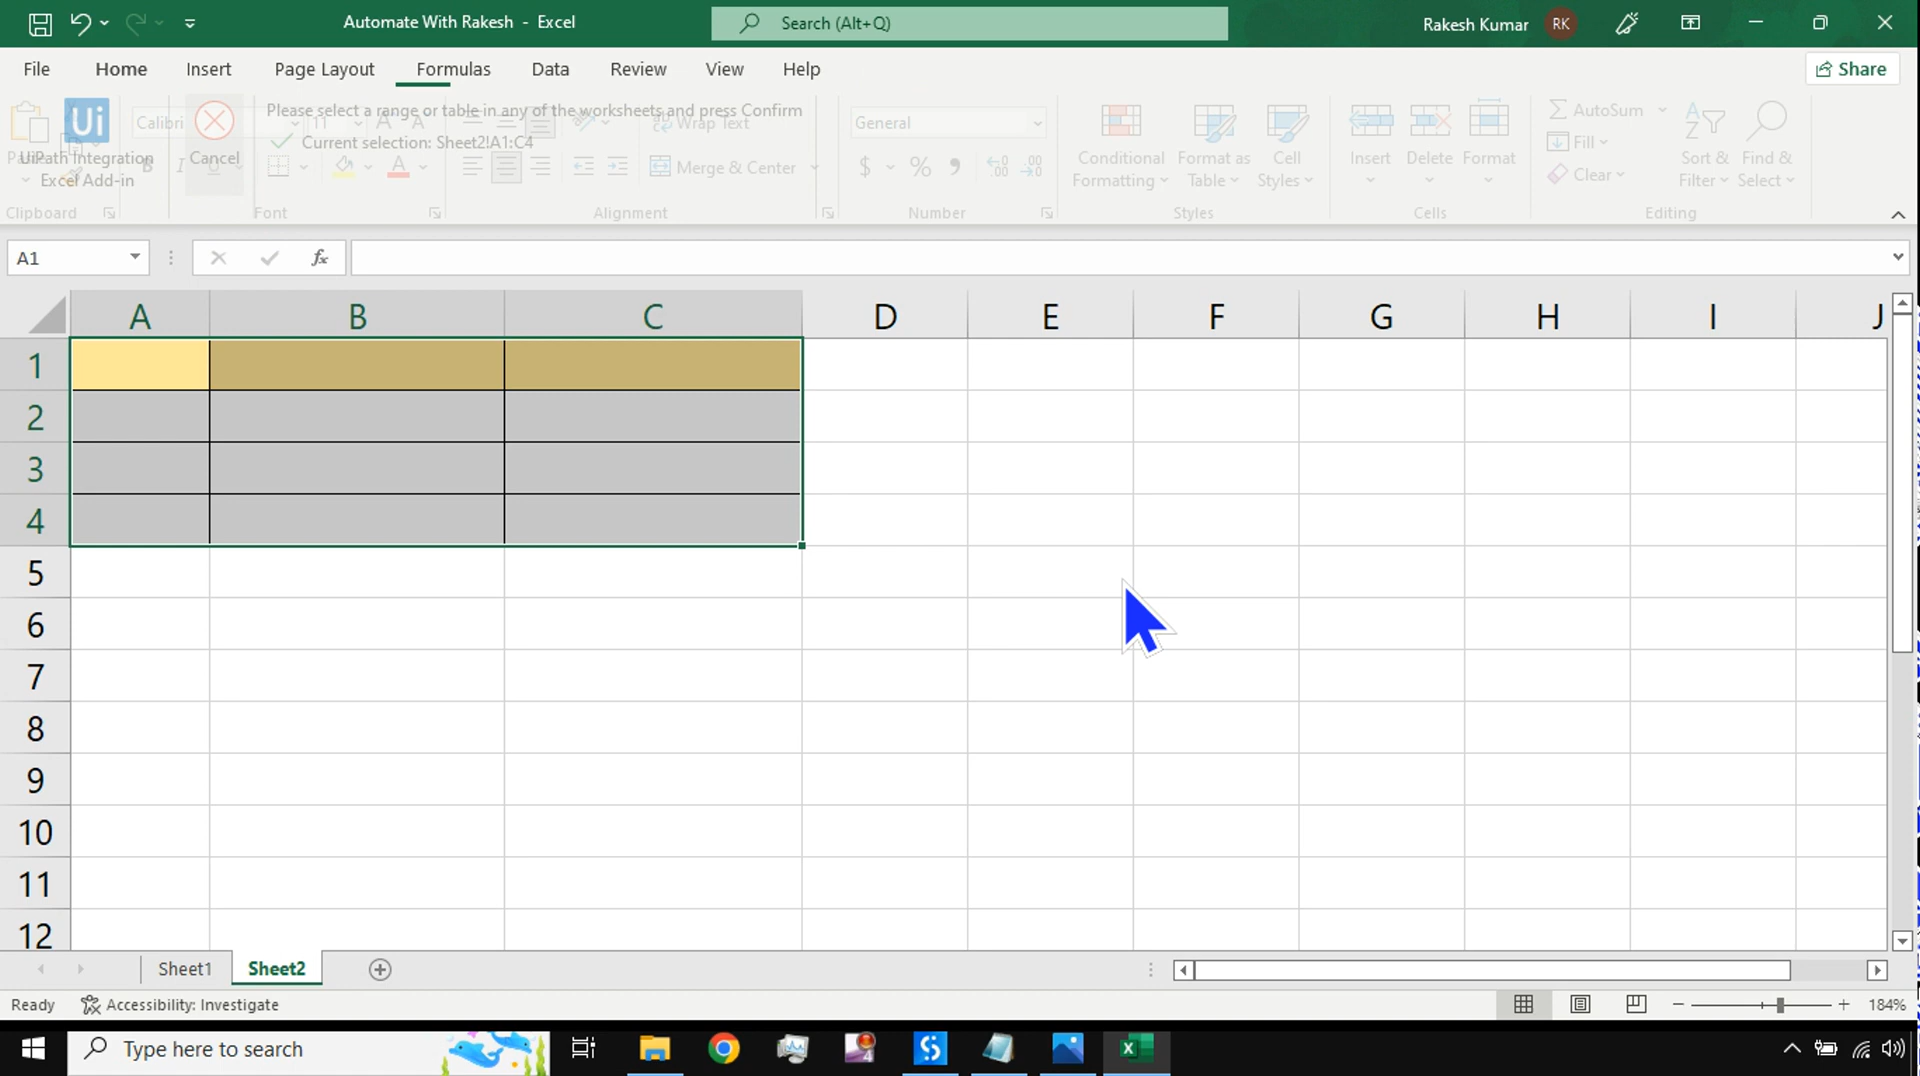 Automate With Rakesh - Excel
Search (Alt+Q)
Rakesh Kumar RK
File Home Insert Page Layout Formulas Data Review View Help
Share
Ui
UiPath Integration
Excel Add-in
Cancel
Please select a range or table in any of the worksheets and press Confirm
Current selection: Sheet2!A1:C4
Calibri 11 A A
Wrap Text
Merge & Center
General
$ % 9
Conditional
Formatting
Format as
Table
Cell
Styles
Insert
Delete
Format
AutoSum
Fill
Clear
Sort &
Filter
Find &
Select
Clipboard Font Alignment Number Styles Cells Editing
A1
fx
A B C D E F G H I J
1
2
3
4
5
6
7
8
9
10
11
12
Sheet1 Sheet2
Ready Accessibility: Investigate
184%
Type here to search